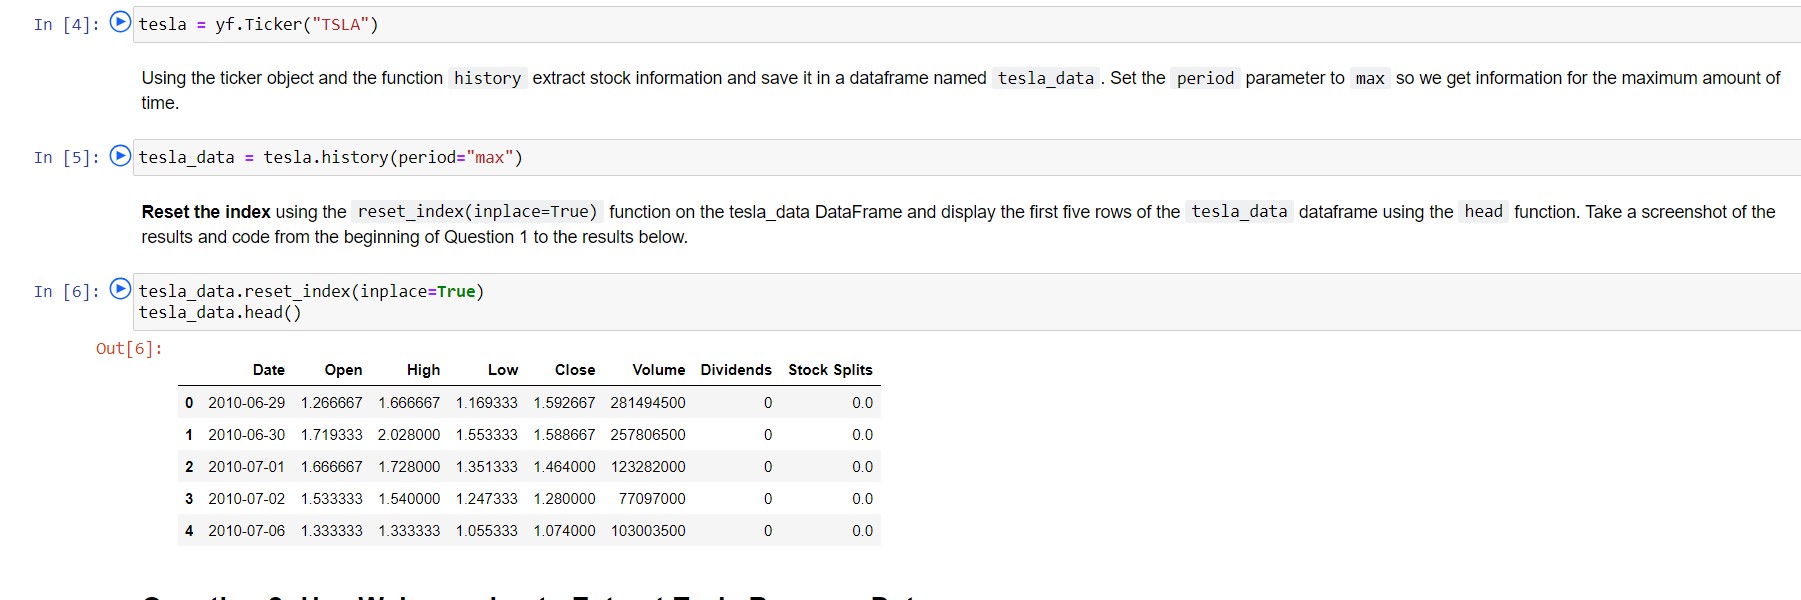 In [4]: tesla = yf.Ticker("TSLA")
Using the ticker object and the function history extract stock information and save it in a dataframe named tesla_data . Set the period parameter to max so we get information for the maximum amount of
time.
In [5]: tesla_data = tesla.history(period="max")
Reset the index using the reset_index(inplace=True) function on the tesla_data DataFrame and display the first five rows of the tesla_data dataframe using the head function. Take a screenshot of the
results and code from the beginning of Question 1 to the results below.
In [6]: tesla_data.reset_index(inplace=True)
tesla_data.head()
Out[6]:
Date Open High Low Close Volume Dividends Stock Splits
0 2010-06-29 1.266667 1.666667 1.169333 1.592667 281494500 0 0.0
1 2010-06-30 1.719333 2.028000 1.553333 1.588667 257806500 0 0.0
2 2010-07-01 1.666667 1.728000 1.351333 1.464000 123282000 0 0.0
3 2010-07-02 1.533333 1.540000 1.247333 1.280000 77097000 0 0.0
4 2010-07-06 1.333333 1.333333 1.055333 1.074000 103003500 0 0.0